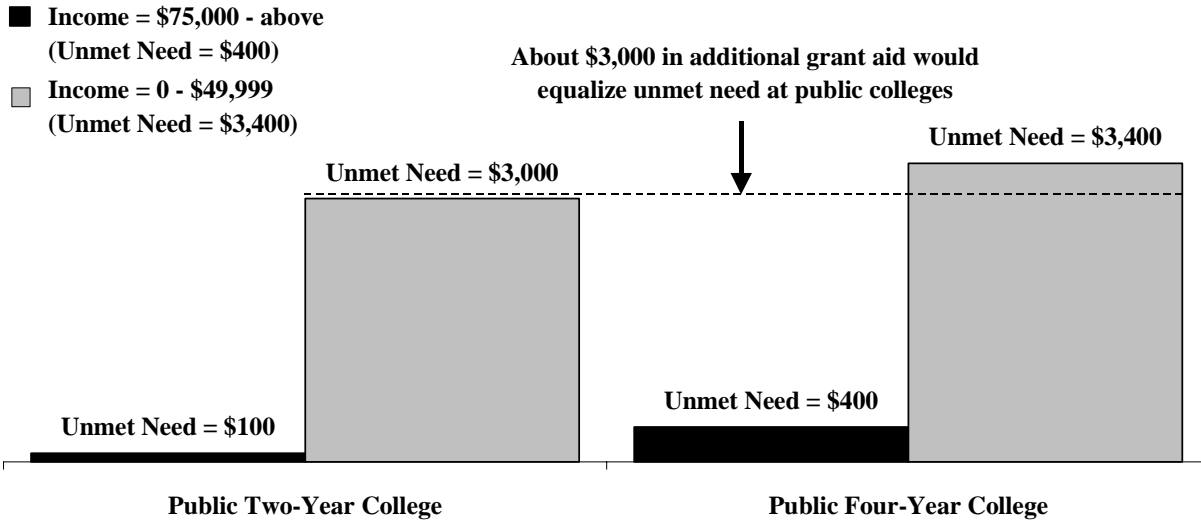 Income = $75,000 - above
(Unmet Need = $400)
Income = 0 - $49,999
(Unmet Need = $3,400)
About $3,000 in additional grant aid would
equalize unmet need at public colleges
Unmet Need = $3,000
Unmet Need = $3,400
Unmet Need = $100
Unmet Need = $400
Public Two-Year College
Public Four-Year College